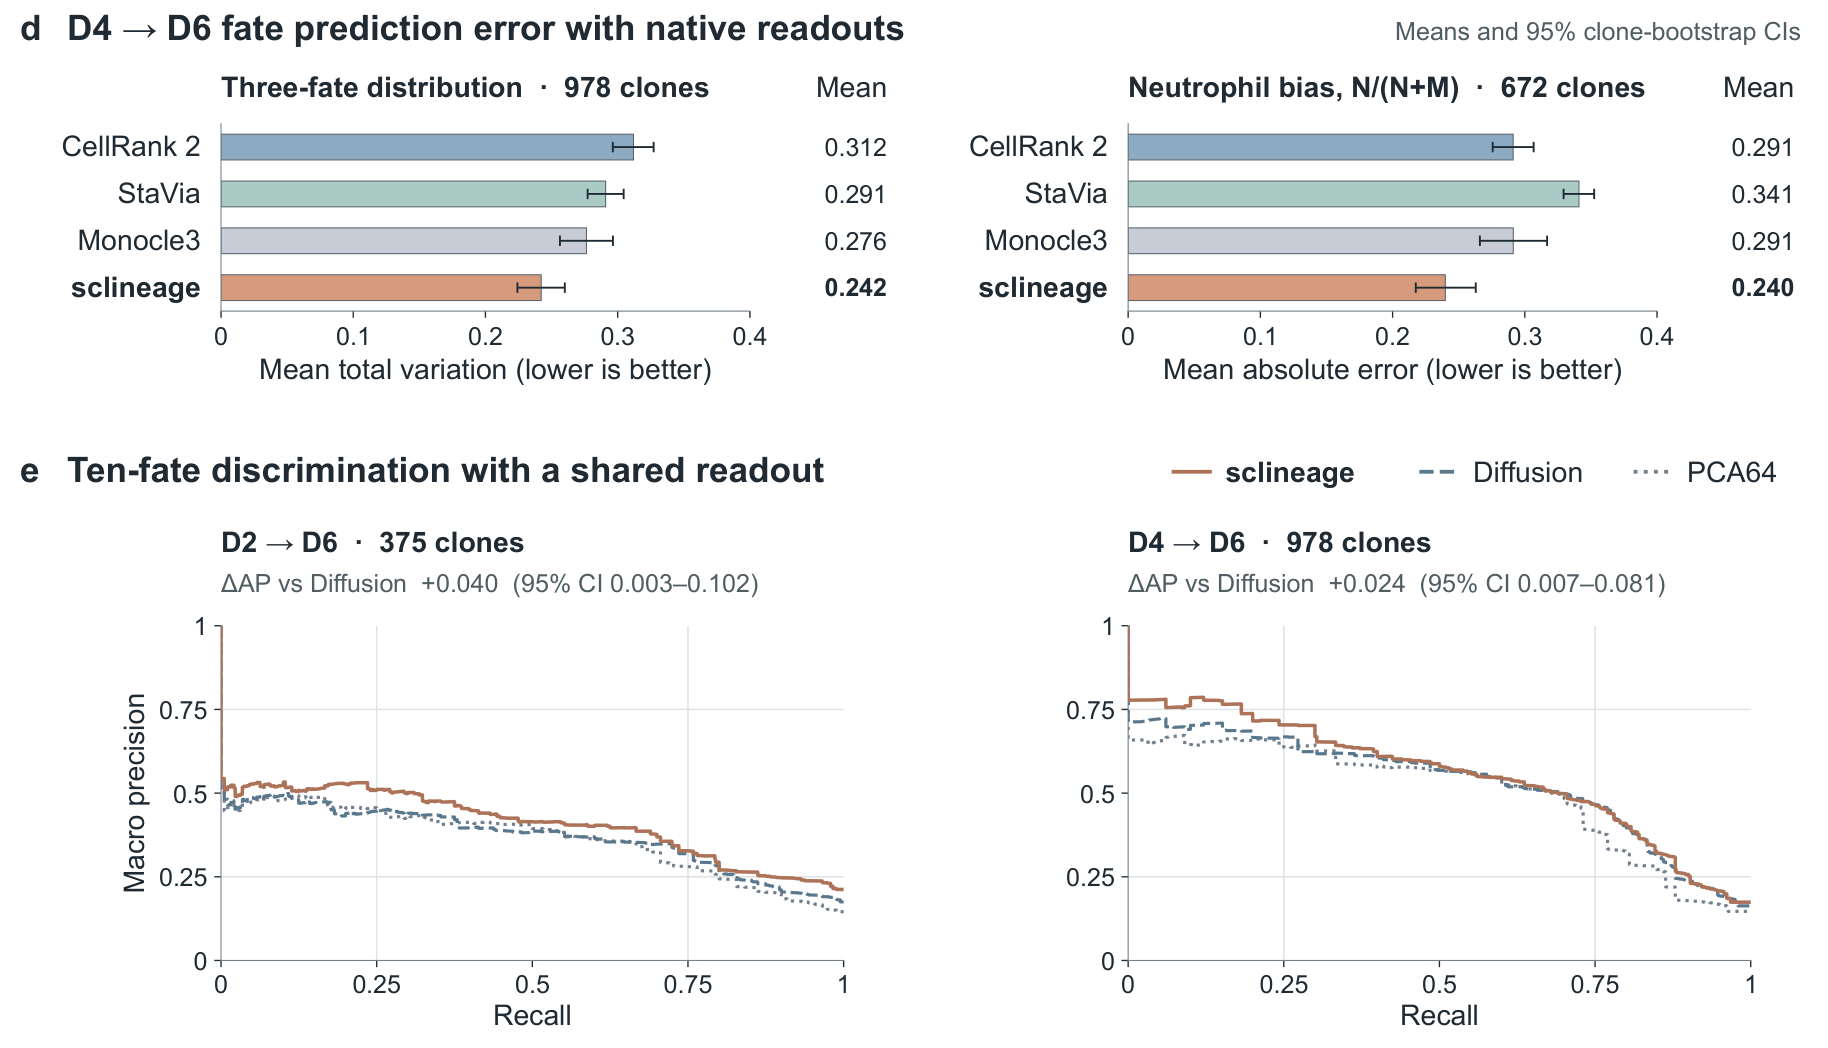 d D4 → D6 fate prediction error with native readouts
Means and 95% clone-bootstrap CIs
Three-fate distribution · 978 clones Mean
CellRank 2 0.312
StaVia 0.291
Monocle3 0.276
sclineage 0.242
0 0.1 0.2 0.3 0.4
Mean total variation (lower is better)
Neutrophil bias, N/(N+M) · 672 clones Mean
CellRank 2 0.291
StaVia 0.341
Monocle3 0.291
sclineage 0.240
0 0.1 0.2 0.3 0.4
Mean absolute error (lower is better)
e Ten-fate discrimination with a shared readout
sclineage Diffusion PCA64
D2 → D6 · 375 clones
ΔAP vs Diffusion +0.040 (95% CI 0.003–0.102)
Macro precision
1
0.75
0.5
0.25
0
0 0.25 0.5 0.75 1
Recall
D4 → D6 · 978 clones
ΔAP vs Diffusion +0.024 (95% CI 0.007–0.081)
1
0.75
0.5
0.25
0
0 0.25 0.5 0.75 1
Recall